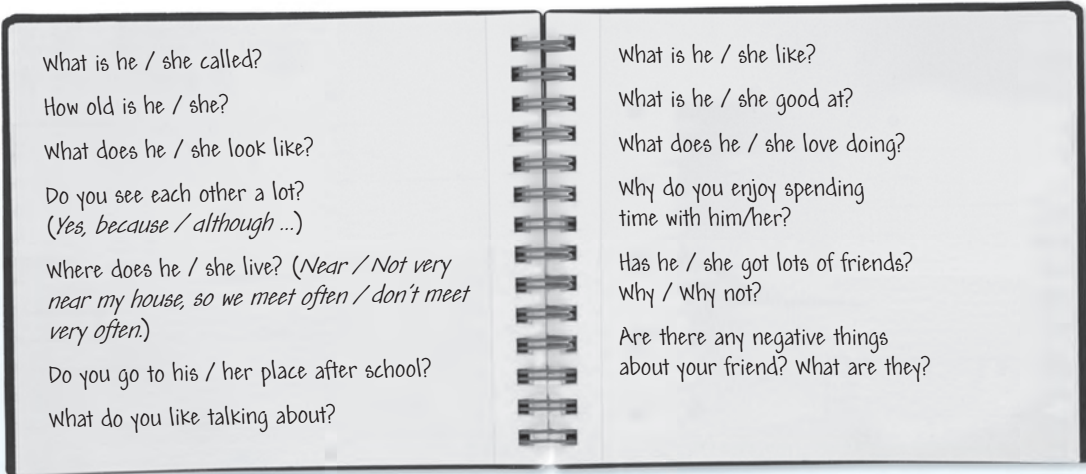 What is he / she called?
How old is he / she?
What does he / she look like?
Do you see each other a lot?
(Yes, because / although ...)
Where does he / she live? (Near / Not very
near my house, so we meet often / don't meet
very often.)
Do you go to his / her place after school?
What do you like talking about?
What is he / she like?
What is he / she good at?
What does he / she love doing?
Why do you enjoy spending
time with him/her?
Has he / she got lots of friends?
Why / Why not?
Are there any negative things
about your friend? What are they?